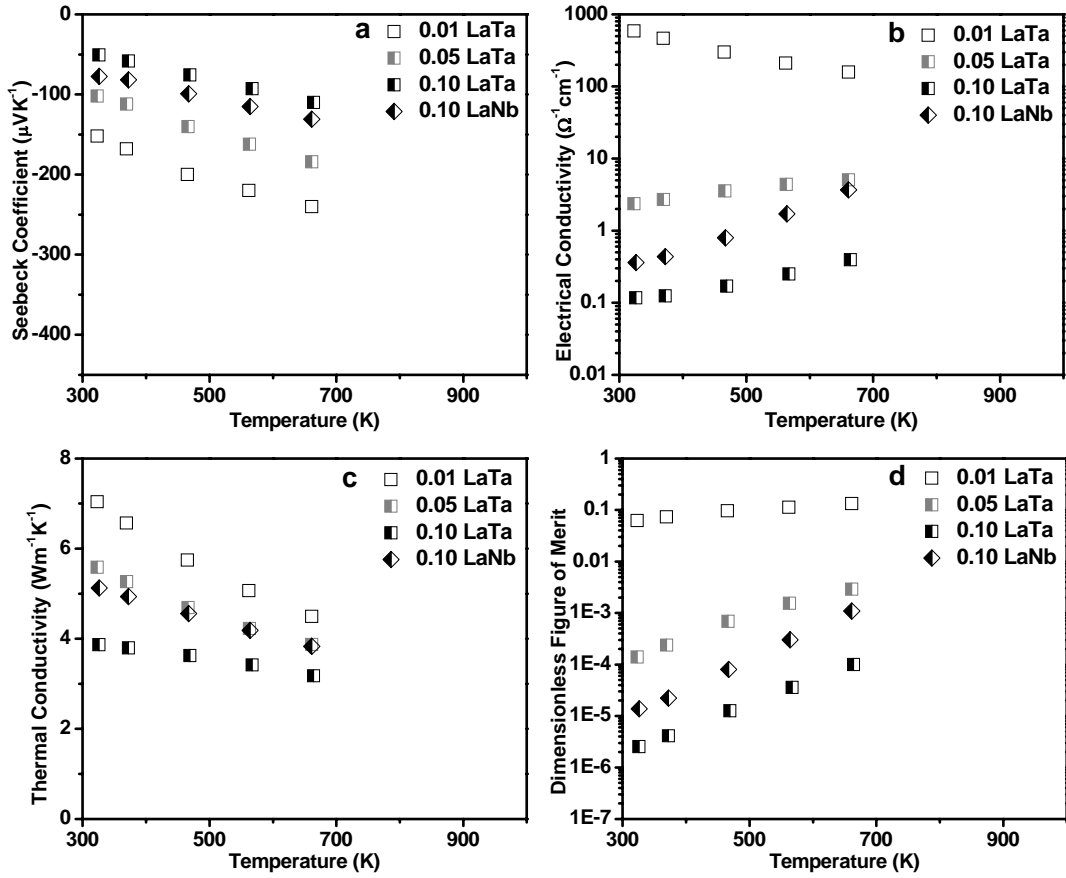 a
0.01 LaTa
0.05 LaTa
0.10 LaTa
0.10 LaNb
0
-100
-200
-300
-400
300
500
700
900
Seebeck Coefficient (μVK⁻¹)
Temperature (K)
b
0.01 LaTa
0.05 LaTa
0.10 LaTa
0.10 LaNb
1000
100
10
1
0.1
0.01
300
500
700
900
Electrical Conductivity (Ω⁻¹cm⁻¹)
Temperature (K)
c
0.01 LaTa
0.05 LaTa
0.10 LaTa
0.10 LaNb
8
6
4
2
0
300
500
700
900
Thermal Conductivity (Wm⁻¹K⁻¹)
Temperature (K)
d
0.01 LaTa
0.05 LaTa
0.10 LaTa
0.10 LaNb
1
0.1
0.01
1E-3
1E-4
1E-5
1E-6
1E-7
300
500
700
900
Dimensionless Figure of Merit
Temperature (K)